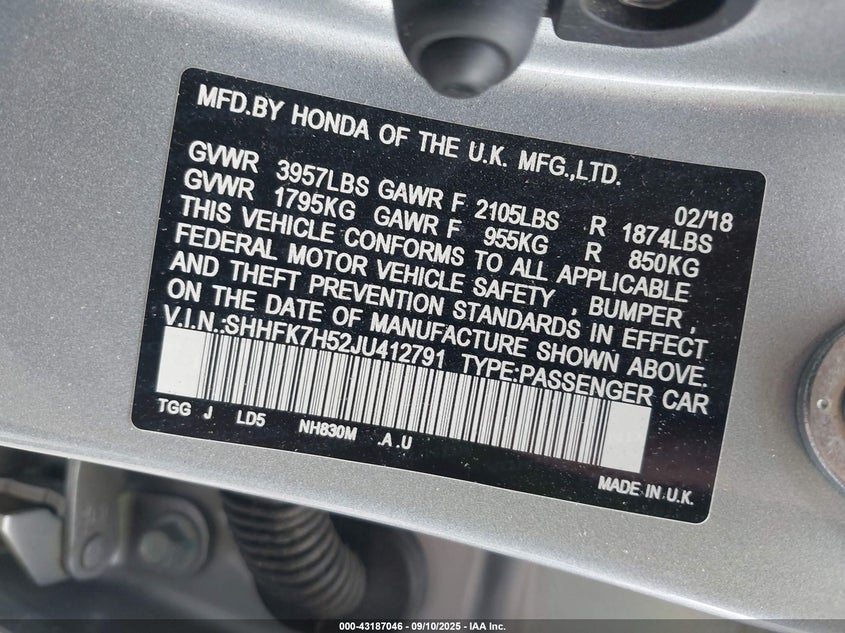 MFD.BY HONDA OF THE U.K. MFG.,LTD.
02/'18
GVWR 3957LBS GAWR F 2105LBS R 1874LBS
GVWR 1795KG GAWR F 955KG R 850KG
THIS VEHICLE CONFORMS TO ALL APPLICABLE
FEDERAL MOTOR VEHICLE SAFETY , BUMPER ,
AND THEFT PREVENTION STANDARDS IN EFFECT
ON THE DATE OF MANUFACTURE SHOWN ABOVE.
V.I.N.:SHHFK7H52JU412791 TYPE:PASSENGER CAR
TGG J LD5 NH830M .A .U
MADE IN U.K.
000-43187046 - 09/10/2025 - IAA Inc.